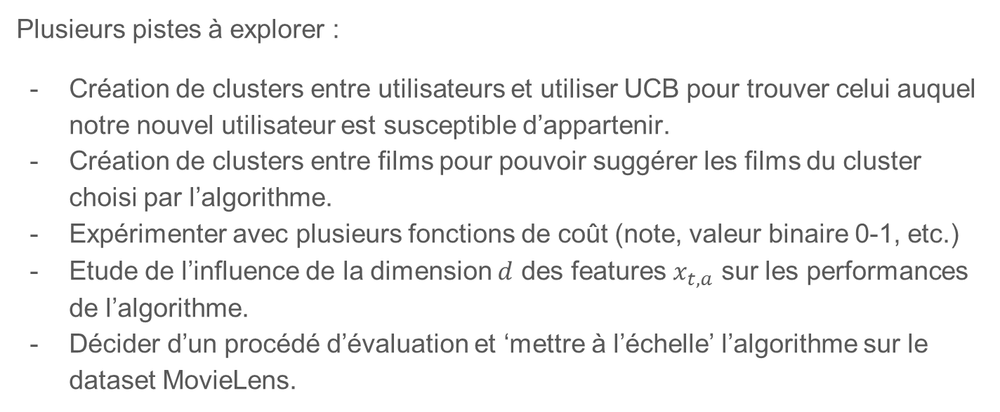 Plusieurs pistes à explorer :
- Création de clusters entre utilisateurs et utiliser UCB pour trouver celui auquel
notre nouvel utilisateur est susceptible d’appartenir.
- Création de clusters entre films pour pouvoir suggérer les films du cluster
choisi par l’algorithme.
- Expérimenter avec plusieurs fonctions de coût (note, valeur binaire 0-1, etc.)
- Etude de l’influence de la dimension 𝑑 des features 𝑥𝑡,𝑎 sur les performances
de l’algorithme.
- Décider d’un procédé d’évaluation et ‘mettre à l’échelle’ l’algorithme sur le
dataset MovieLens.